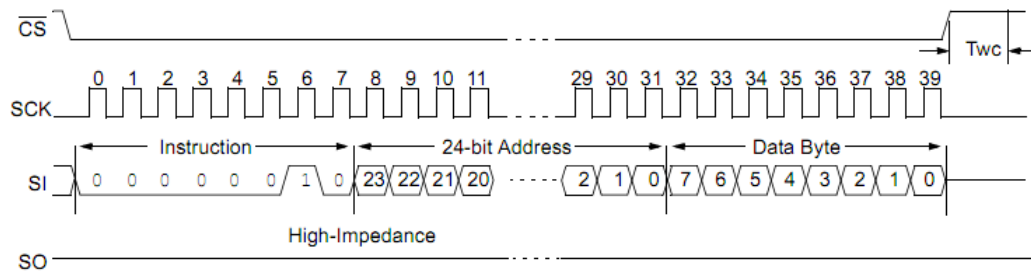 CS
Twc
0 1 2 3 4 5 6 7 8 9 10 11 29 30 31 32 33 34 35 36 37 38 39
SCK
Instruction 24-bit Address Data Byte
SI 0 0 0 0 0 0 1 0 23 22 21 20 2 1 0 7 6 5 4 3 2 1 0
High-Impedance
SO